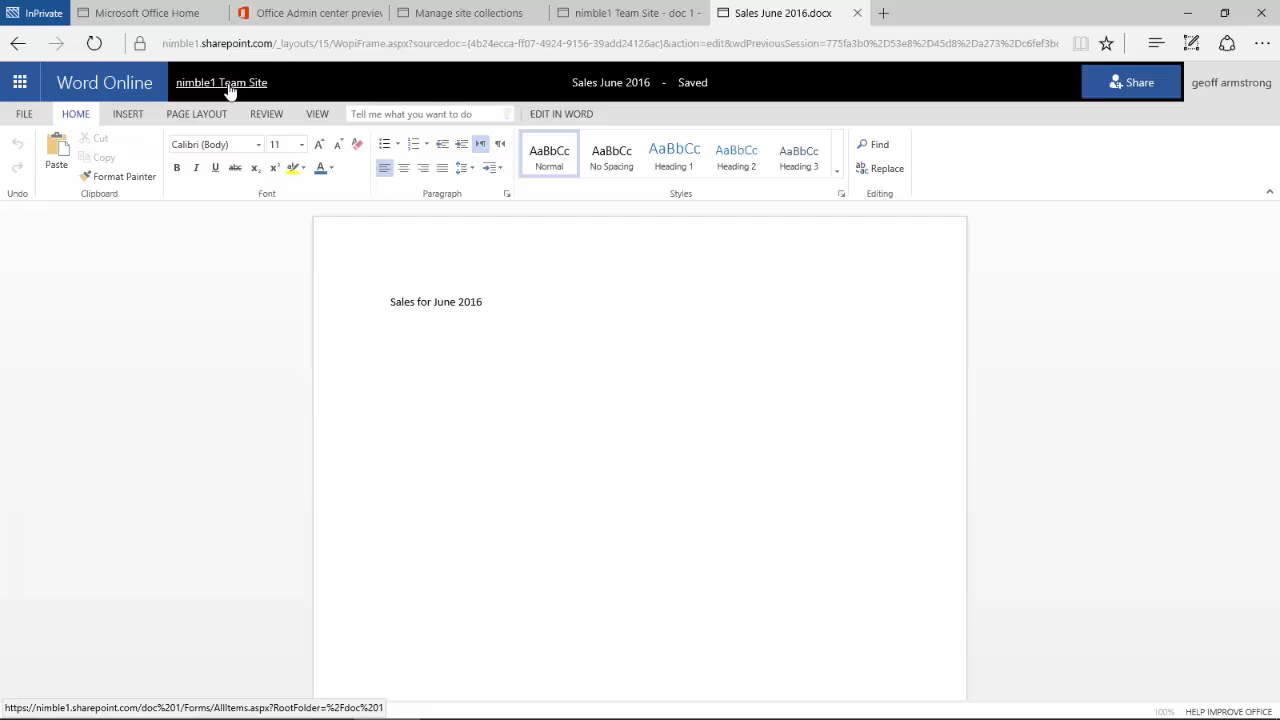 InPrivate
Microsoft Office Home
Office Admin center previev
Manage site collections
nimble1 Team Site - doc 1 -
Sales June 2016.docx
nimble1.sharepoint.com/_layouts/15/WopiFrame.aspx?sourcedoc={4b24ecca-ff07-4924-9156-39add24126ac}&action=edit&wdPreviousSession=775fa3b0%2D53e8%2D45d8%2Da273%2Dc6fef3bc
Word Online
nimble1 Team Site
Sales June 2016 - Saved
Share
geoff armstrong
FILE HOME INSERT PAGE LAYOUT REVIEW VIEW Tell me what you want to do EDIT IN WORD
Paste
Cut
Copy
Format Painter
Calibri (Body) 11
B I U abc X₂ X² A
AaBbCc AaBbCc AaBbCc AaBbCc AaBbCc
Normal No Spacing Heading 1 Heading 2 Heading 3
Find
Replace
Undo Clipboard Font Paragraph Styles Editing
Sales for June 2016
https://nimble1.sharepoint.com/doc%201/Forms/AllItems.aspx?RootFolder=%2Fdoc%201
100% HELP IMPROVE OFFICE